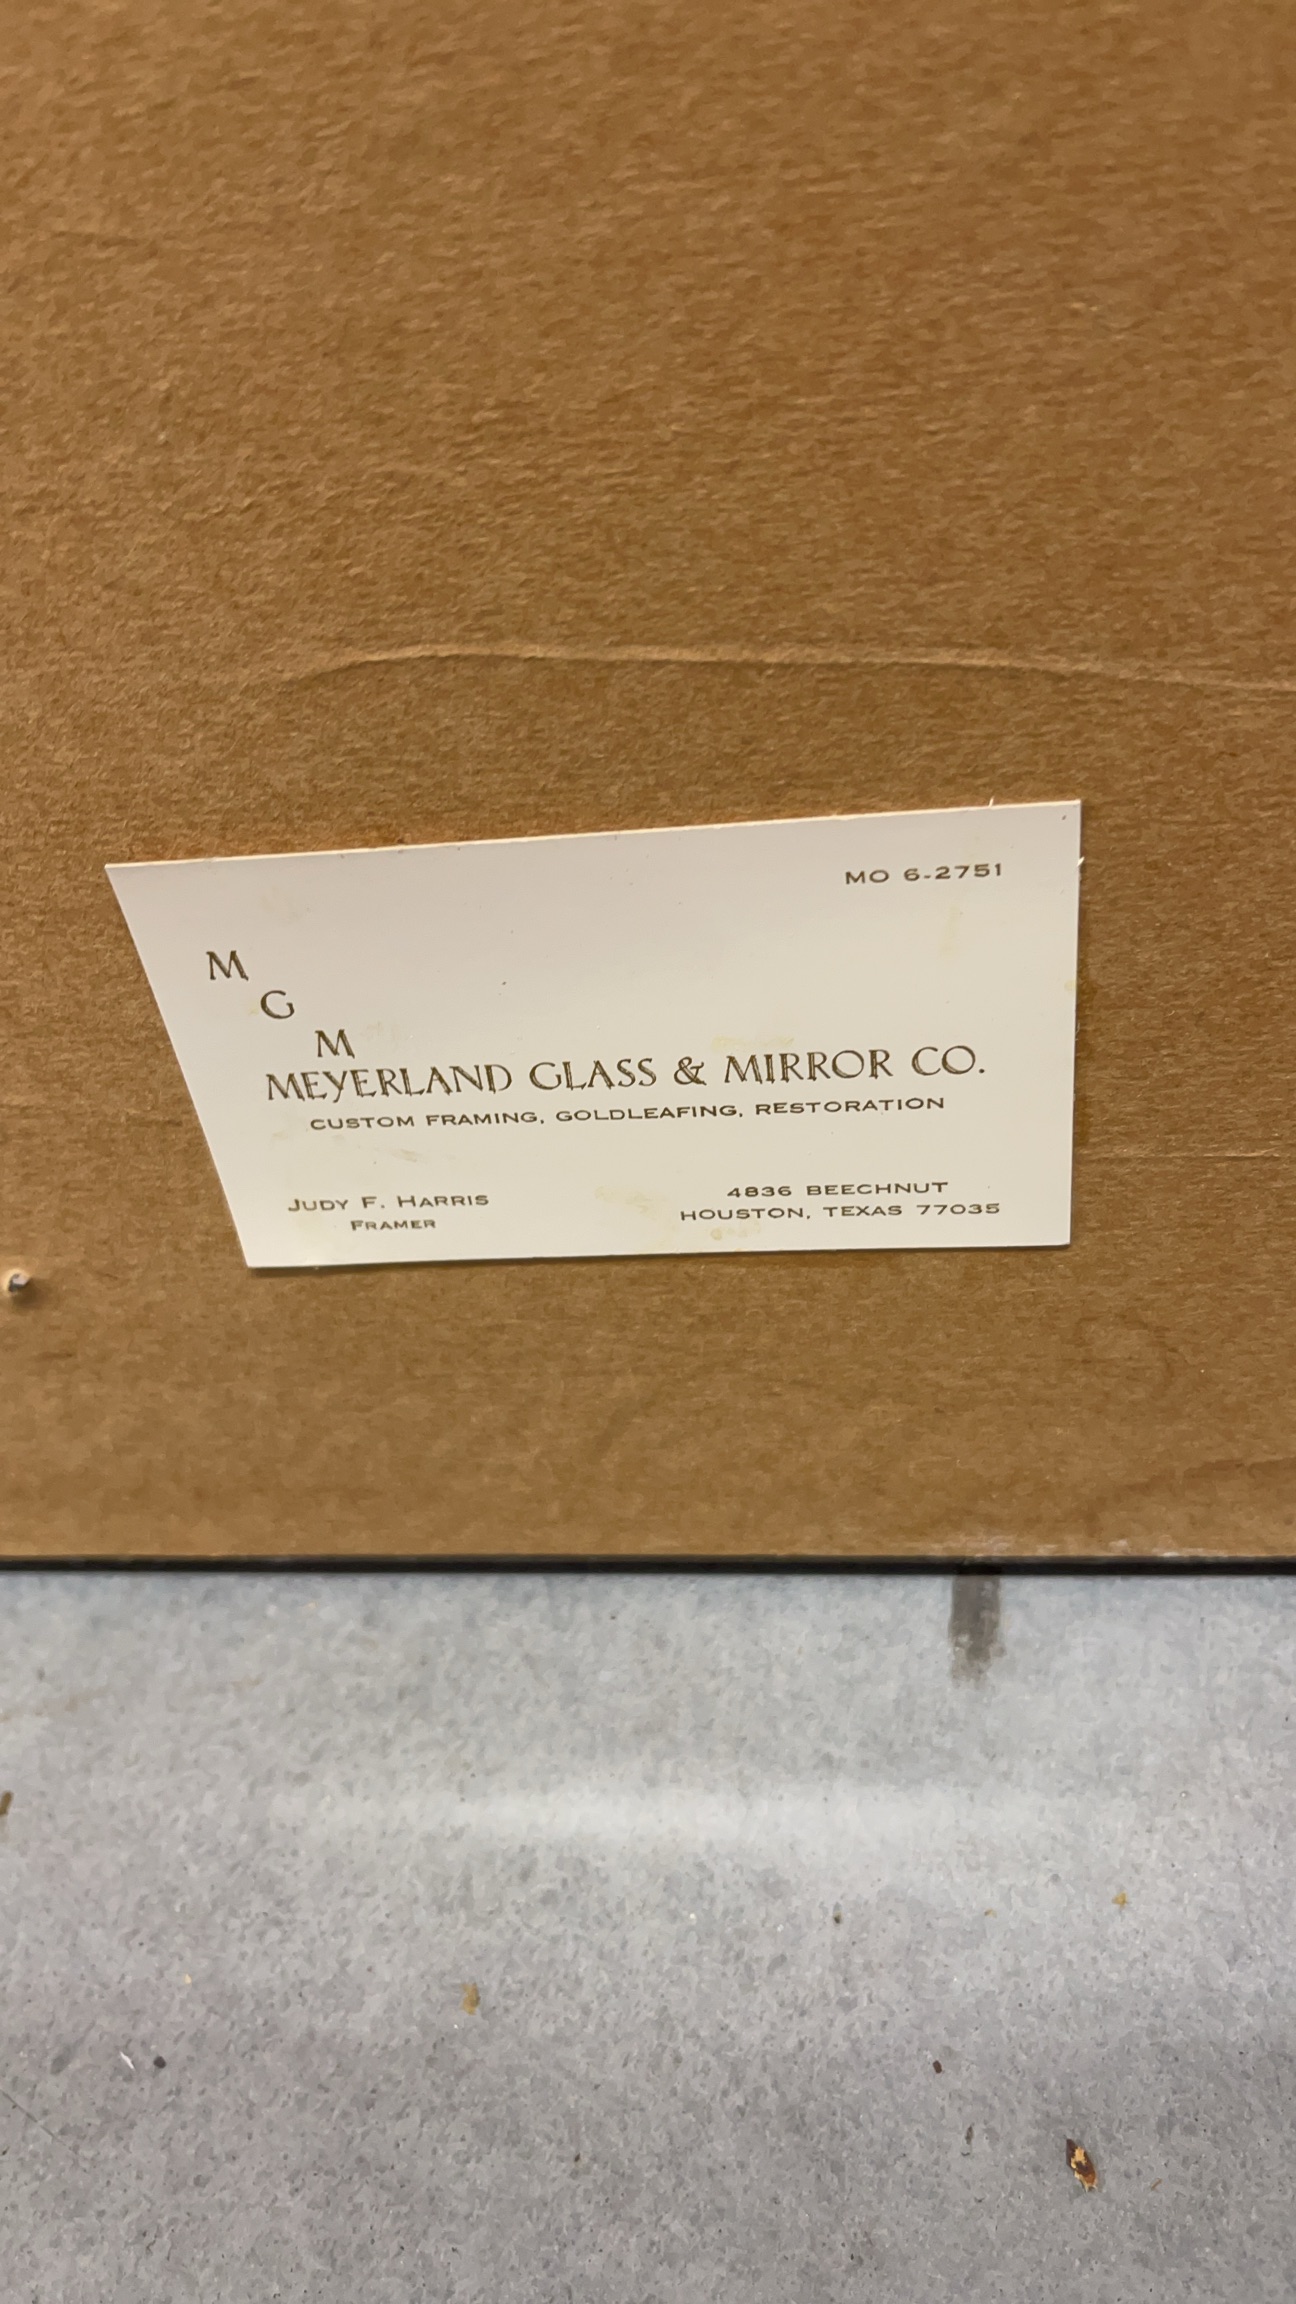 MO 6-2751
M
G
M
MEYERLAND GLASS & MIRROR CO.
CUSTOM FRAMING, GOLDLEAFING, RESTORATION
JUDY F. HARRIS
FRAMER
4836 BEECHNUT
HOUSTON, TEXAS 77035